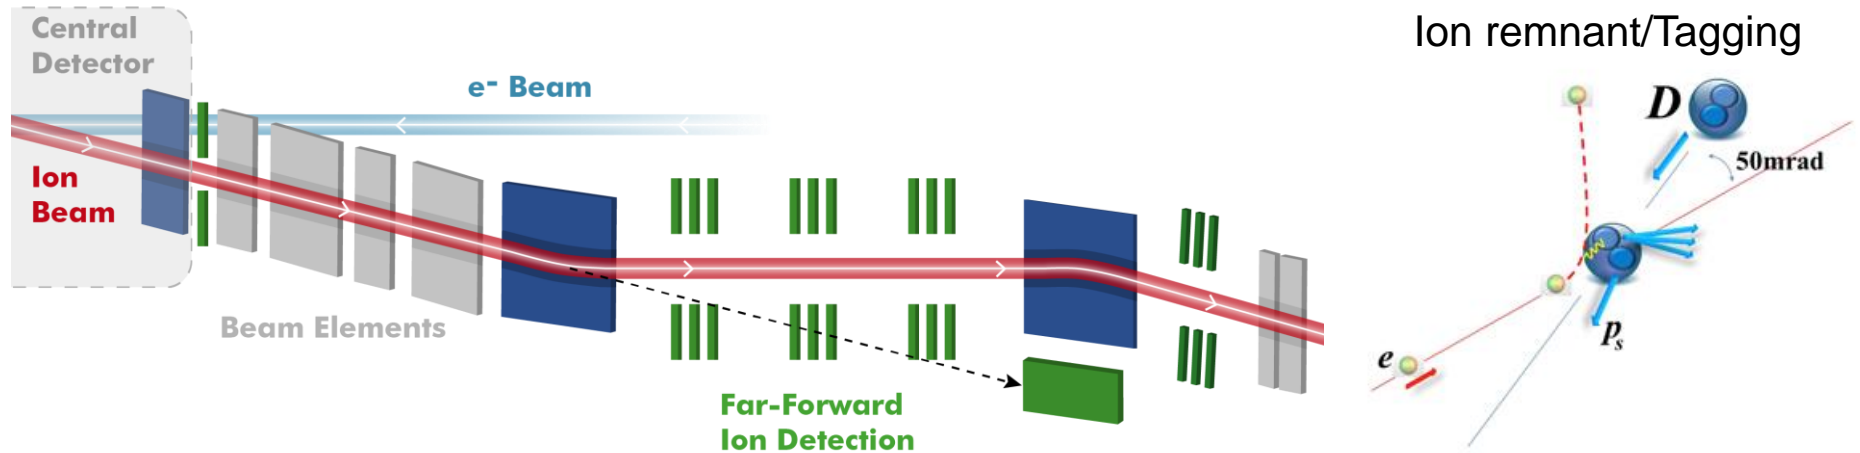 Central
Detector
e- Beam
Ion
Beam
Beam Elements
Far-Forward
Ion Detection
Ion remnant/Tagging
D
50mrad
e
ps